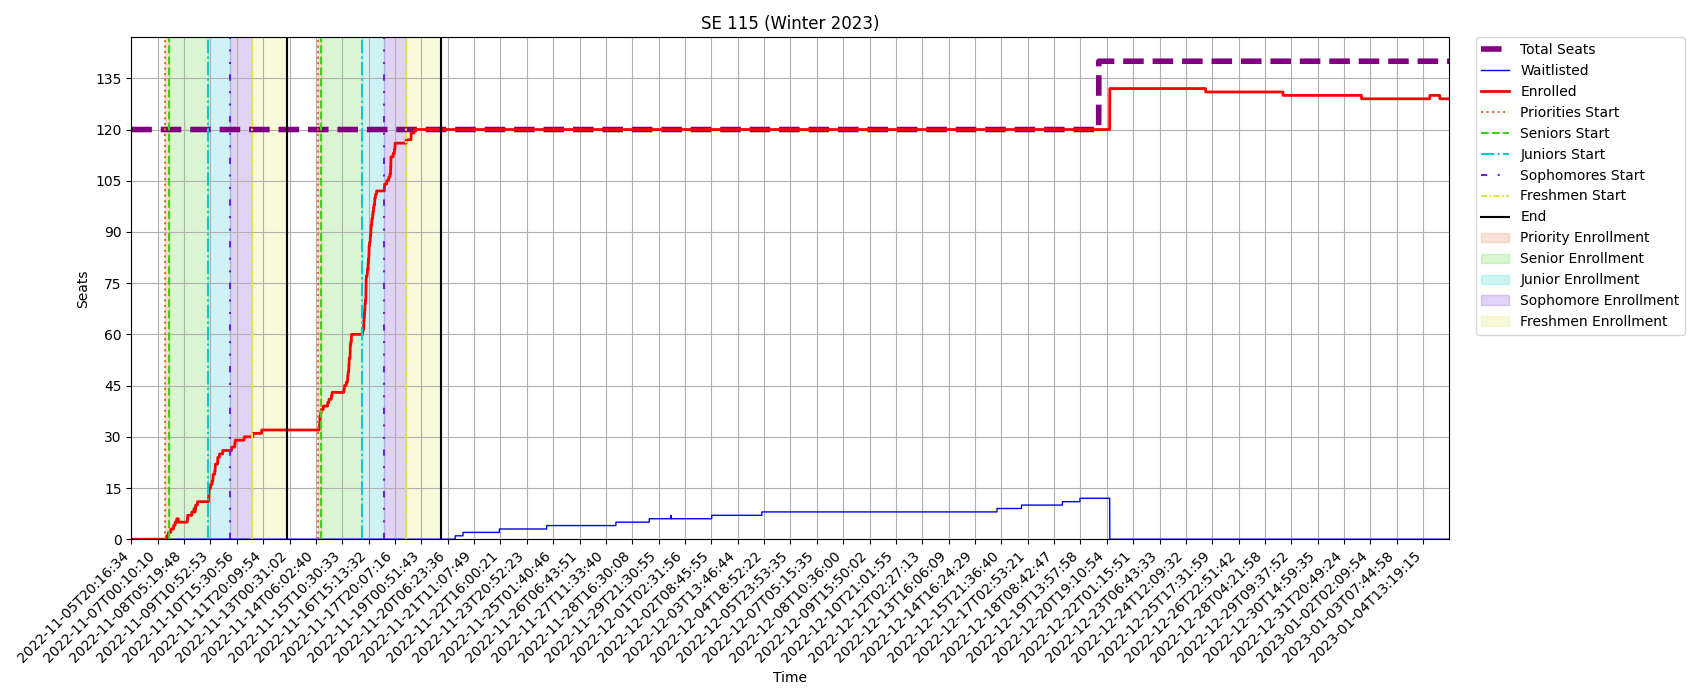 SE 115 (Winter 2023)
Seats
135
120
105
90
75
60
45
30
15
0
2022-11-05T20:16:34
2022-11-07T00:10:10
2022-11-08T05:19:48
2022-11-09T10:52:53
2022-11-10T15:30:56
2022-11-11T20:09:54
2022-11-13T00:31:02
2022-11-14T06:02:40
2022-11-15T10:30:33
2022-11-16T15:13:32
2022-11-17T20:07:16
2022-11-19T00:51:43
2022-11-20T06:23:36
2022-11-21T11:07:49
2022-11-22T16:00:21
2022-11-23T20:52:23
2022-11-25T01:40:46
2022-11-26T06:43:51
2022-11-27T11:33:40
2022-11-28T16:30:08
2022-11-29T21:30:55
2022-12-01T02:31:56
2022-12-02T08:45:55
2022-12-03T13:46:44
2022-12-04T18:52:22
2022-12-05T23:53:35
2022-12-07T05:15:35
2022-12-08T10:36:00
2022-12-09T15:50:02
2022-12-10T21:01:55
2022-12-12T02:27:13
2022-12-13T16:06:09
2022-12-14T16:24:29
2022-12-15T21:36:40
2022-12-17T02:53:21
2022-12-18T08:42:47
2022-12-19T13:57:58
2022-12-20T19:10:54
2022-12-22T01:15:51
2022-12-23T06:43:33
2022-12-24T12:09:32
2022-12-25T17:31:59
2022-12-26T22:51:42
2022-12-28T04:21:58
2022-12-29T09:37:52
2022-12-30T14:59:35
2022-12-31T20:49:24
2023-01-02T02:09:54
2023-01-03T07:44:58
2023-01-04T13:19:15
Time
Total Seats
Waitlisted
Enrolled
Priorities Start
Seniors Start
Juniors Start
Sophomores Start
Freshmen Start
End
Priority Enrollment
Senior Enrollment
Junior Enrollment
Sophomore Enrollment
Freshmen Enrollment